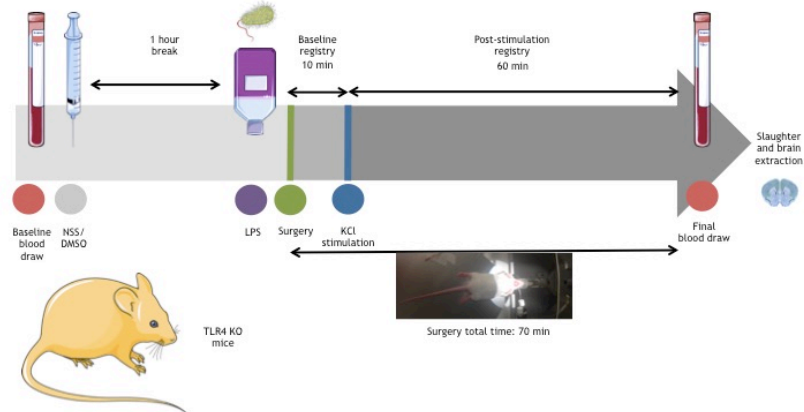 1 hour
break
Baseline
registry
10 min
Post-stimulation
registry
60 min
Slaughter
and brain
extraction
Baseline
blood
draw
NSS/
DMSO
LPS
Surgery
KCl
stimulation
Final
blood draw
TLR4 KO
mice
Surgery total time: 70 min